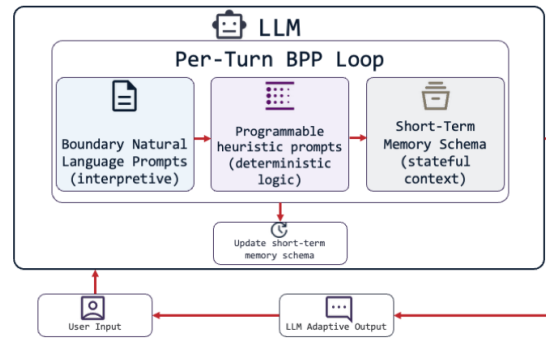 LLM
Per-Turn BPP Loop
Boundary Natural
Language Prompts
(interpretive)
Programmable
heuristic prompts
(deterministic
logic)
Short-Term
Memory Schema
(stateful
context)
Update short-term
memory schema
User Input
LLM Adaptive Output